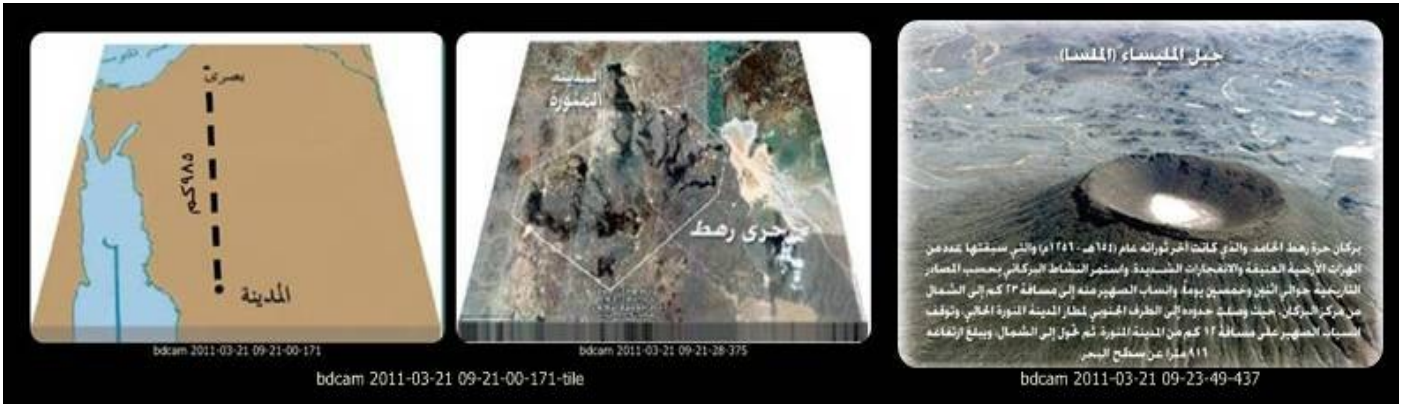 بصرى
٩٨٥كم
المدينة
bdcam 2011-03-21 09-21-00-171
المدينة
المنورة
رهط
bdcam 2011-03-21 09-21-28-375
bdcam 2011-03-21 09-21-00-171-tile
جبل المليساء (الملسا)
بركان حرة رهط الخامد، والذي كانت آخر ثوراته عام (٦٥٤هـ - ١٢٥٦م) والتي سبقتها عدد من
الهزات الأرضية العنيفة والانفجارات الشديدة. واستمر النشاط البركاني بحسب المصادر
التاريخية حوالي اثنين وخمسين يوماً، وانساب الصهير منه إلى مسافة ٢٣ كم إلى الشمال
من مركز البركان، حيث وصلت حدوده إلى الطرف الجنوبي لمطار المدينة المنورة الحالي، وتوقف
انسياب الصهير على مسافة ١٢ كم من المدينة المنورة، ثم تحول إلى الشمال، ويبلغ ارتفاعه
٩١٦ متراً عن سطح البحر
bdcam 2011-03-21 09-23-49-437